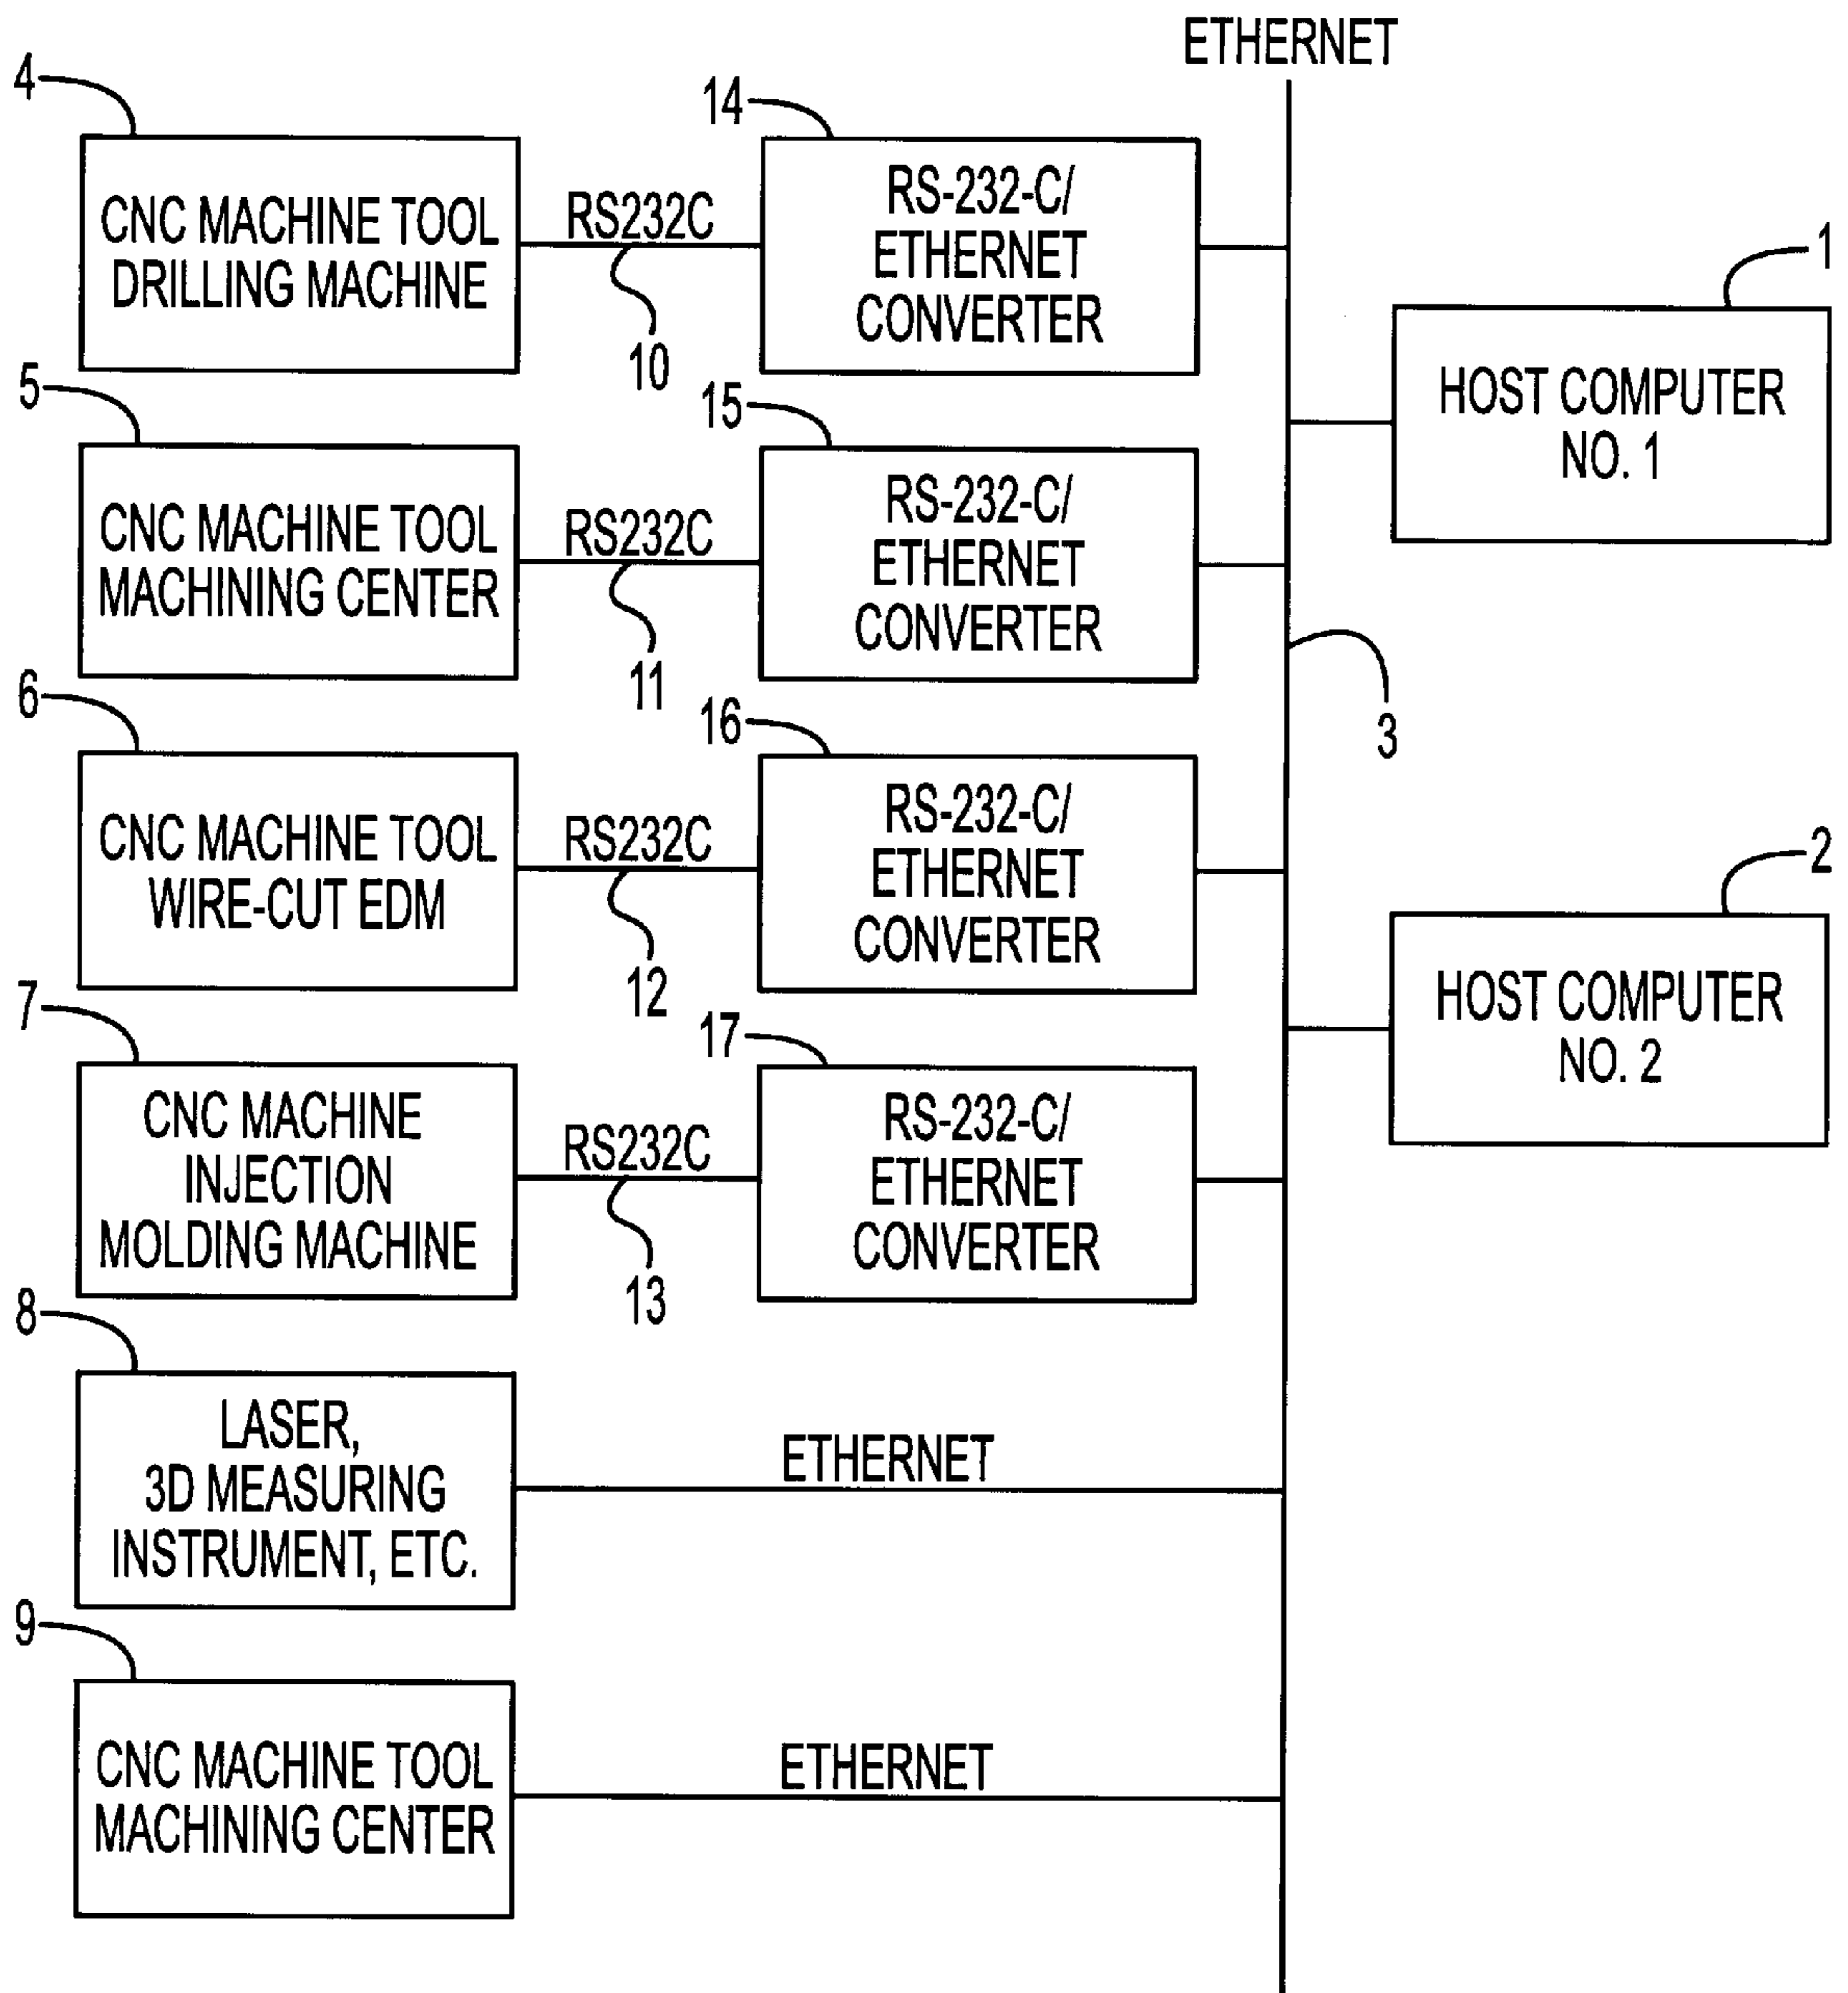 ETHERNET
4
CNC MACHINE TOOL
DRILLING MACHINE
RS232C
10
14
RS-232-C/
ETHERNET
CONVERTER
1
HOST COMPUTER
NO. 1
5
CNC MACHINE TOOL
MACHINING CENTER
RS232C
11
15
RS-232-C/
ETHERNET
CONVERTER
3
6
CNC MACHINE TOOL
WIRE-CUT EDM
RS232C
12
16
RS-232-C/
ETHERNET
CONVERTER
2
HOST COMPUTER
NO. 2
7
CNC MACHINE
INJECTION
MOLDING MACHINE
RS232C
13
17
RS-232-C/
ETHERNET
CONVERTER
8
LASER,
3D MEASURING
INSTRUMENT, ETC.
ETHERNET
9
CNC MACHINE TOOL
MACHINING CENTER
ETHERNET